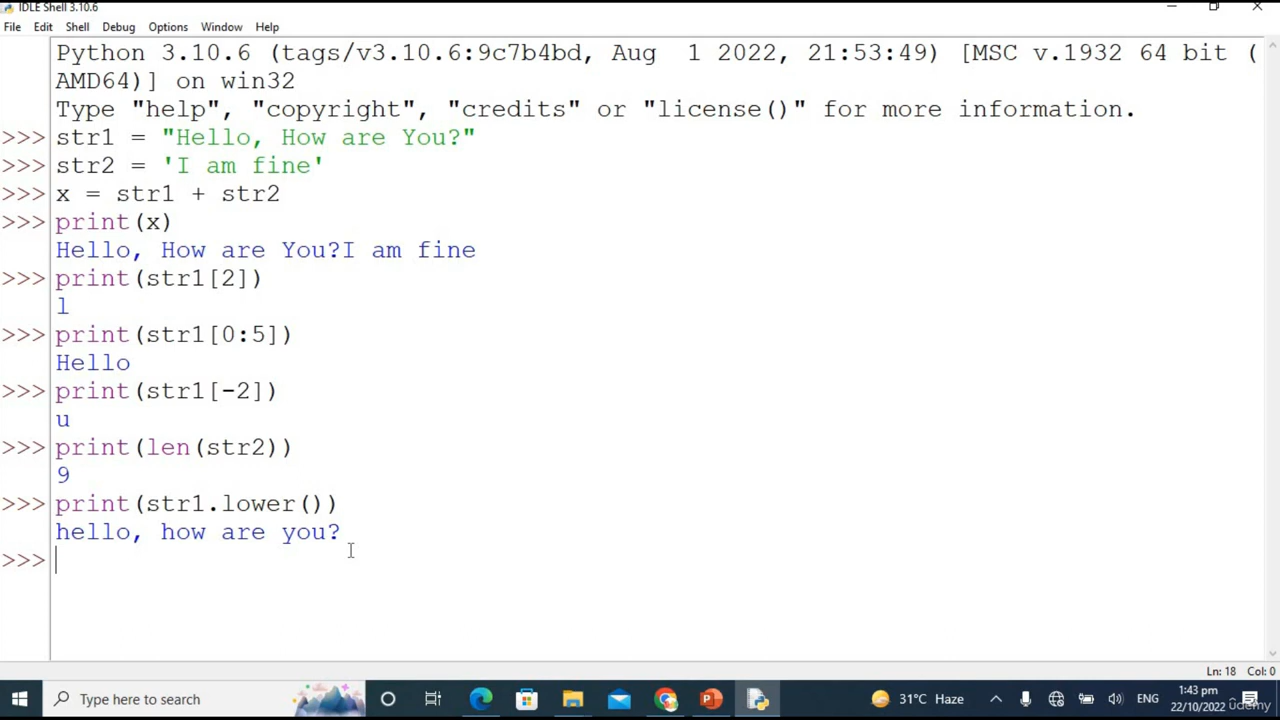 IDLE Shell 3.10.6
File Edit Shell Debug Options Window Help
Python 3.10.6 (tags/v3.10.6:9c7b4bd, Aug  1 2022, 21:53:49) [MSC v.1932 64 bit (
AMD64)] on win32
Type "help", "copyright", "credits" or "license()" for more information.
>>> str1 = "Hello, How are You?"
>>> str2 = 'I am fine'
>>> x = str1 + str2
>>> print(x)
Hello, How are You?I am fine
>>> print(str1[2])
l
>>> print(str1[0:5])
Hello
>>> print(str1[-2])
u
>>> print(len(str2))
9
>>> print(str1.lower())
hello, how are you?
>>>
Ln: 18 Col: 0
Type here to search
31°C Haze
ENG
1:43 pm
22/10/2022
udemy